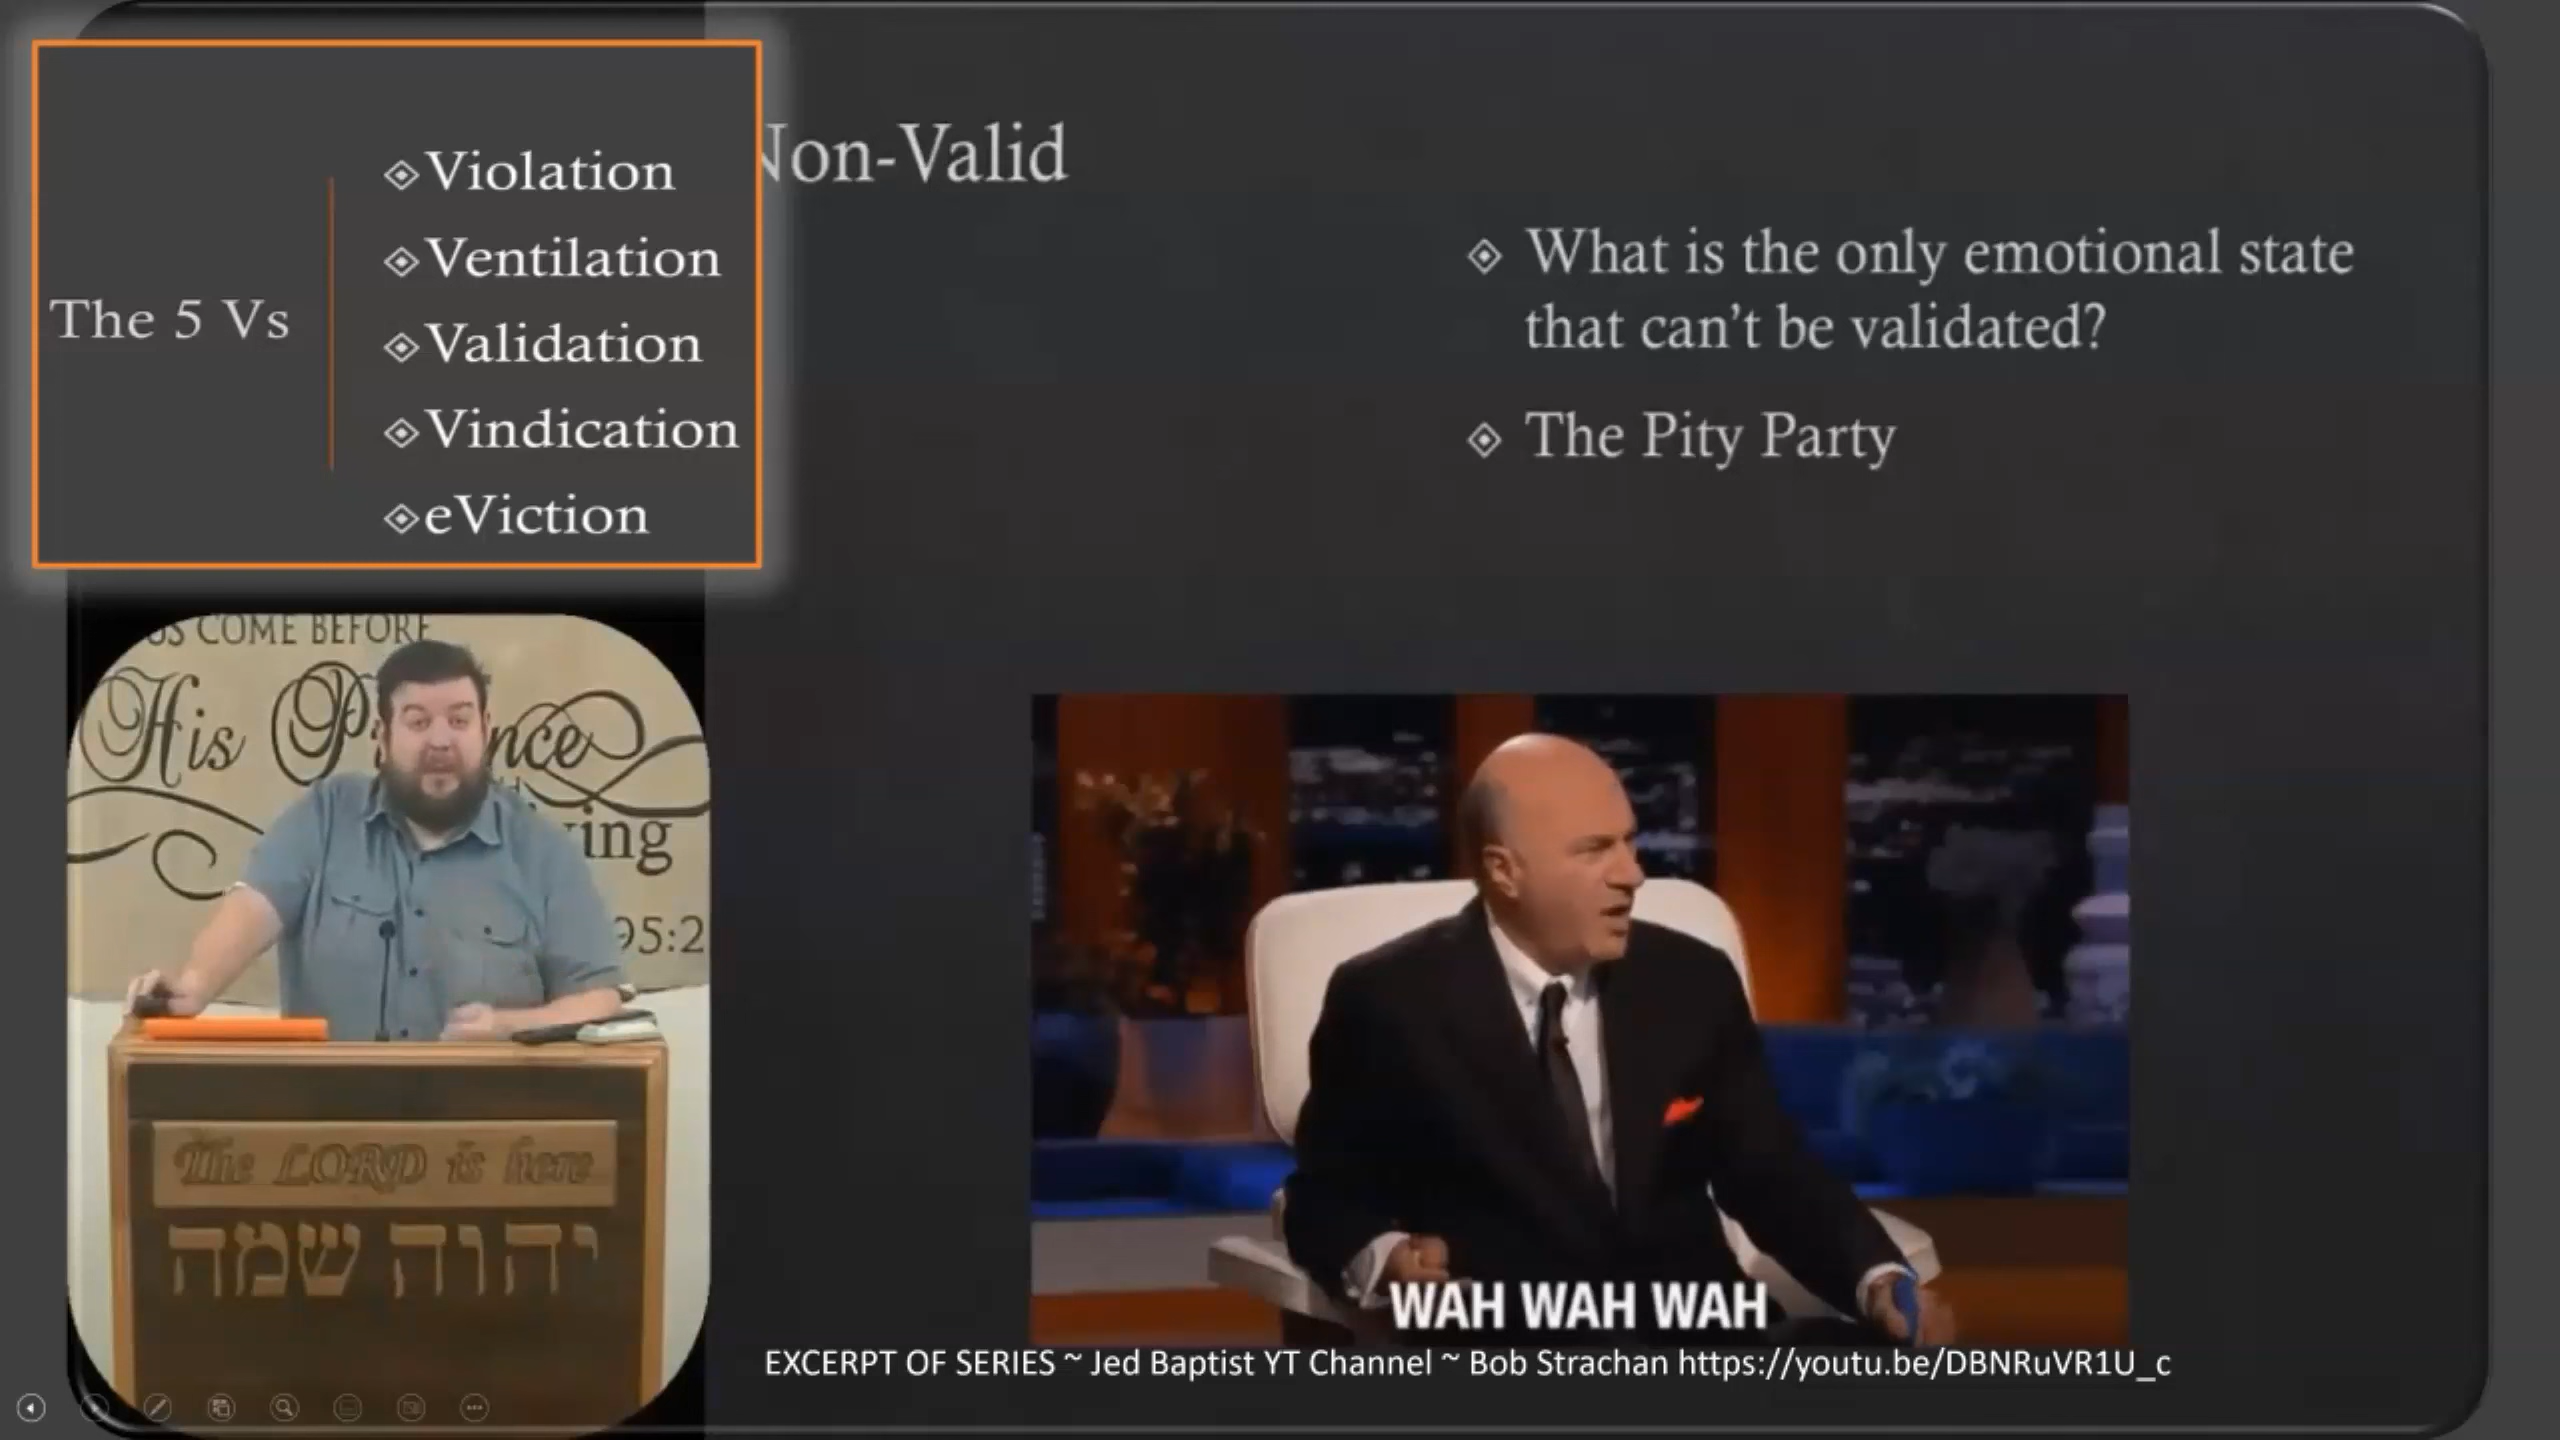 The 5 Vs
Violation
Ventilation
Validation
Vindication
eViction
Non-Valid
What is the only emotional state
that can't be validated?
The Pity Party
COME BEFORE
His
95:2
The LORD is here
יהוה שמה
WAH WAH WAH
EXCERPT OF SERIES ~ Jed Baptist YT Channel ~ Bob Strachan https://youtu.be/DBNRuVR1U_c